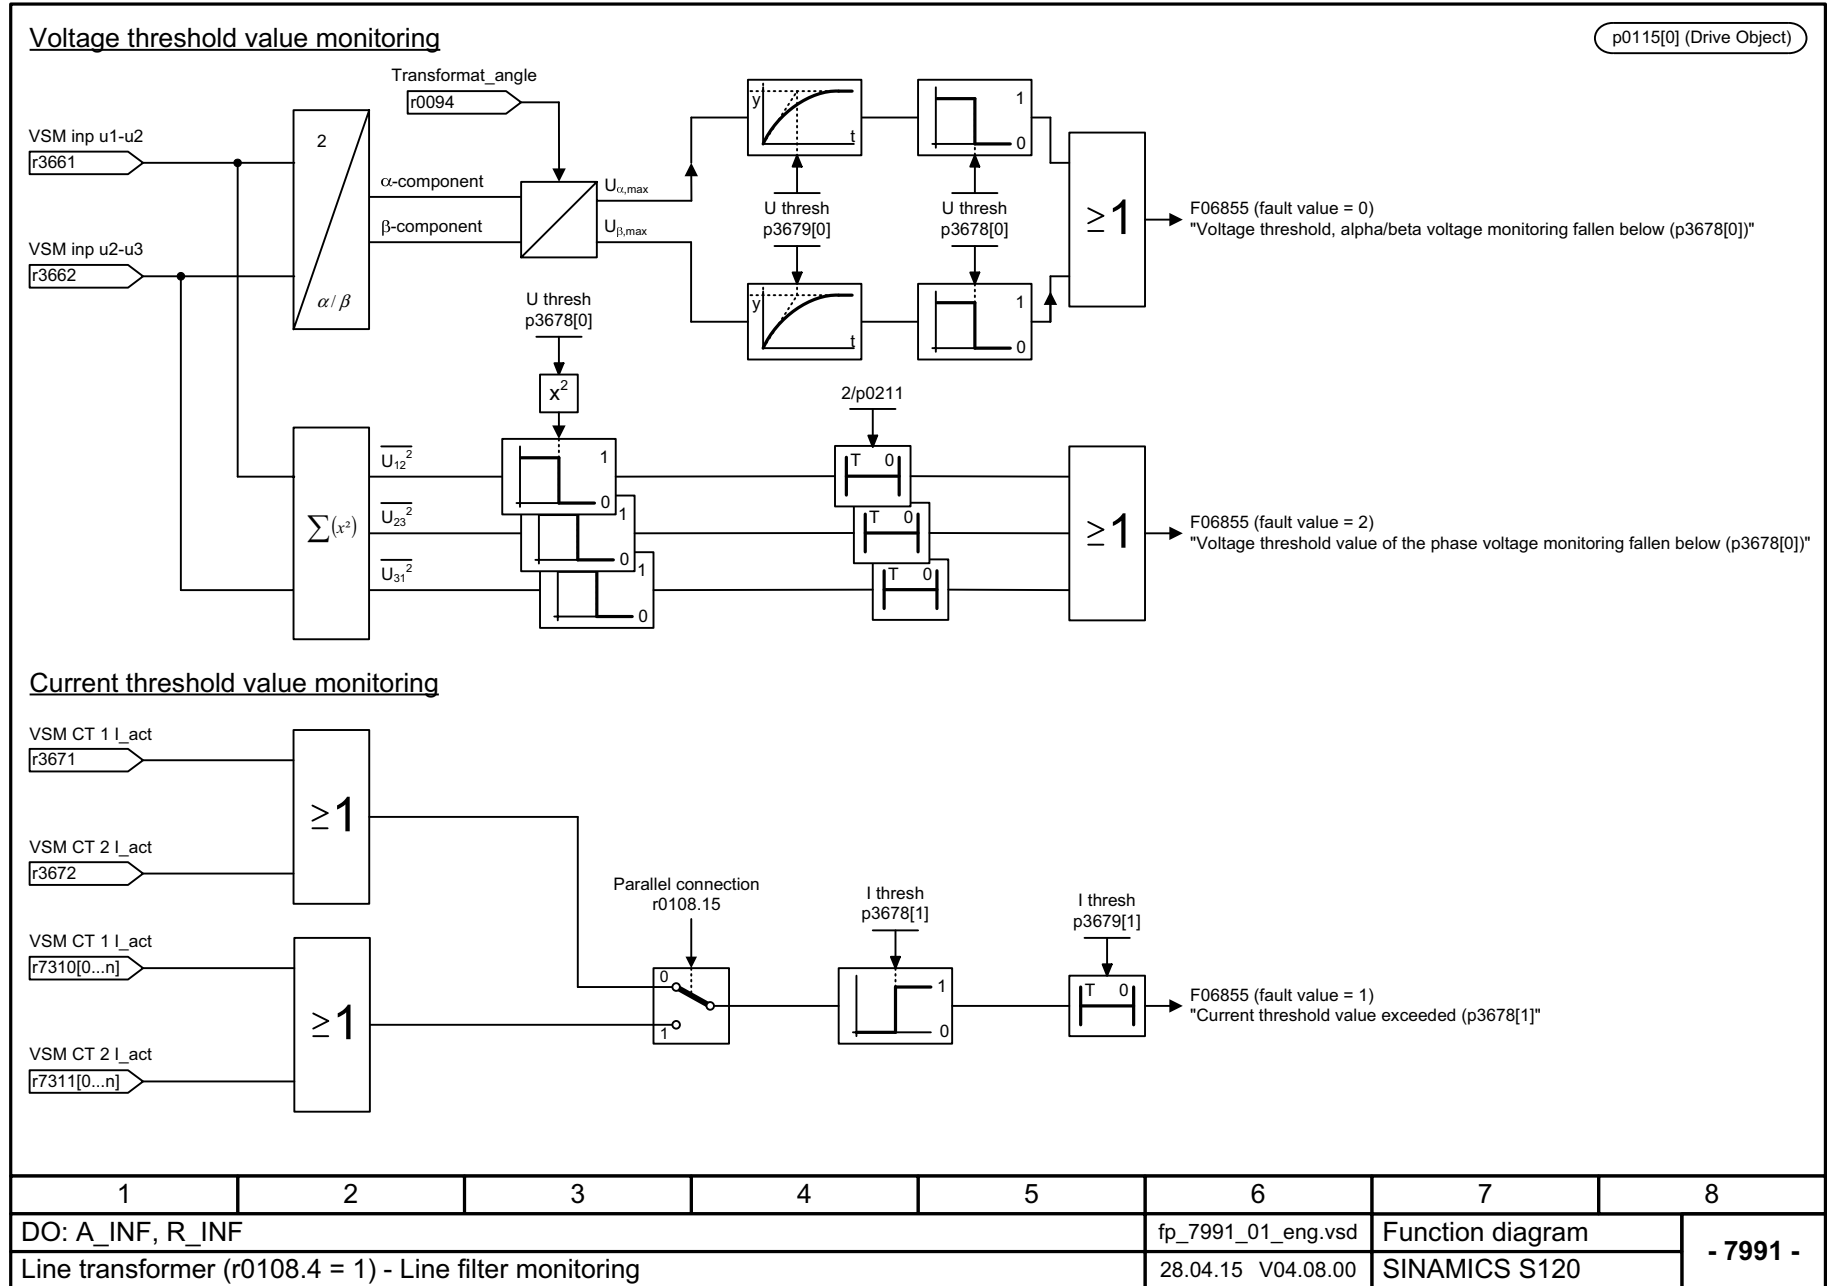 Voltage threshold value monitoring
p0115[0] (Drive Object)
Transformat_angle
r0094
VSM inp u1-u2
r3661
VSM inp u2-u3
r3662
2
α / β
α-component
β-component
Uα,max
Uβ,max
y
t
1
0
U thresh
p3679[0]
U thresh
p3678[0]
y
t
1
0
≥1
F06855 (fault value = 0)
"Voltage threshold, alpha/beta voltage monitoring fallen below (p3678[0])"
U thresh
p3678[0]
x²
2/p0211
∑(x²)
U₁₂²
U₂₃²
U₃₁²
1
0
1
0
1
0
T 0
T 0
T 0
≥1
F06855 (fault value = 2)
"Voltage threshold value of the phase voltage monitoring fallen below (p3678[0])"
Current threshold value monitoring
VSM CT 1 I_act
r3671
VSM CT 2 I_act
r3672
≥1
VSM CT 1 I_act
r7310[0...n]
VSM CT 2 I_act
r7311[0...n]
≥1
Parallel connection
r0108.15
0
1
I thresh
p3678[1]
1
0
I thresh
p3679[1]
T 0
F06855 (fault value = 1)
"Current threshold value exceeded (p3678[1]"
1 2 3 4 5 6 7 8
DO: A_INF, R_INF
fp_7991_01_eng.vsd
Function diagram
- 7991 -
Line transformer (r0108.4 = 1) - Line filter monitoring
28.04.15 V04.08.00
SINAMICS S120